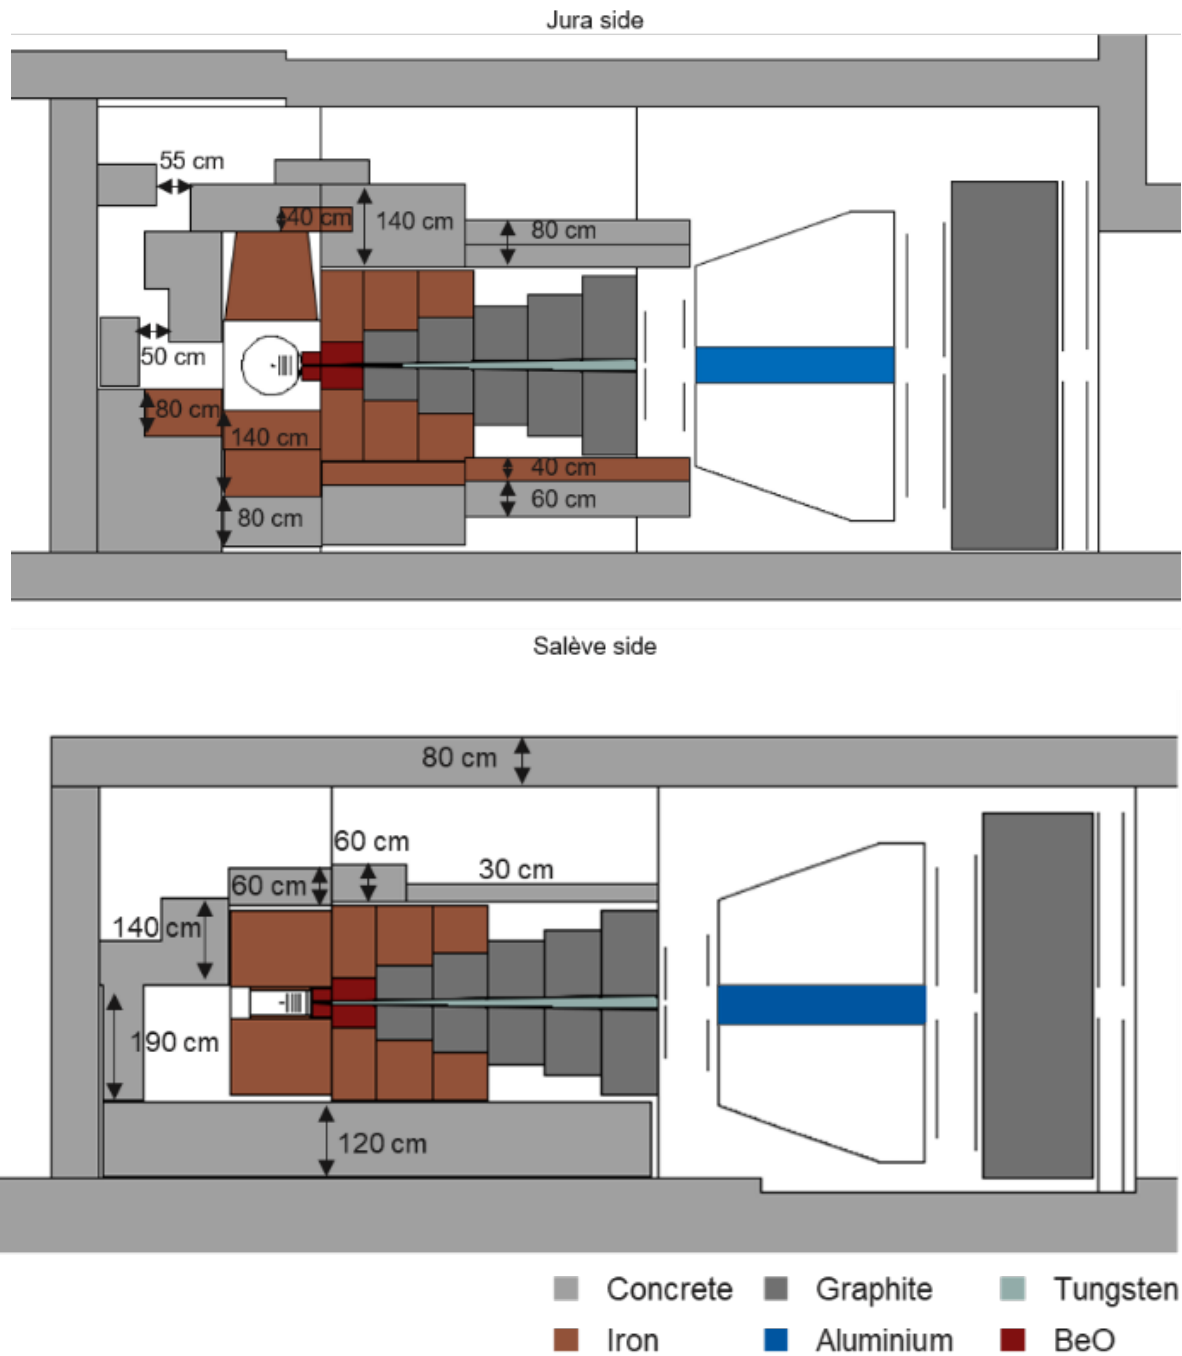 Jura side
55 cm
40 cm
140 cm
80 cm
50 cm
80 cm
140 cm
40 cm
60 cm
80 cm
Salève side
80 cm
60 cm
30 cm
60 cm
140 cm
190 cm
120 cm
Concrete Graphite Tungsten
Iron Aluminium BeO